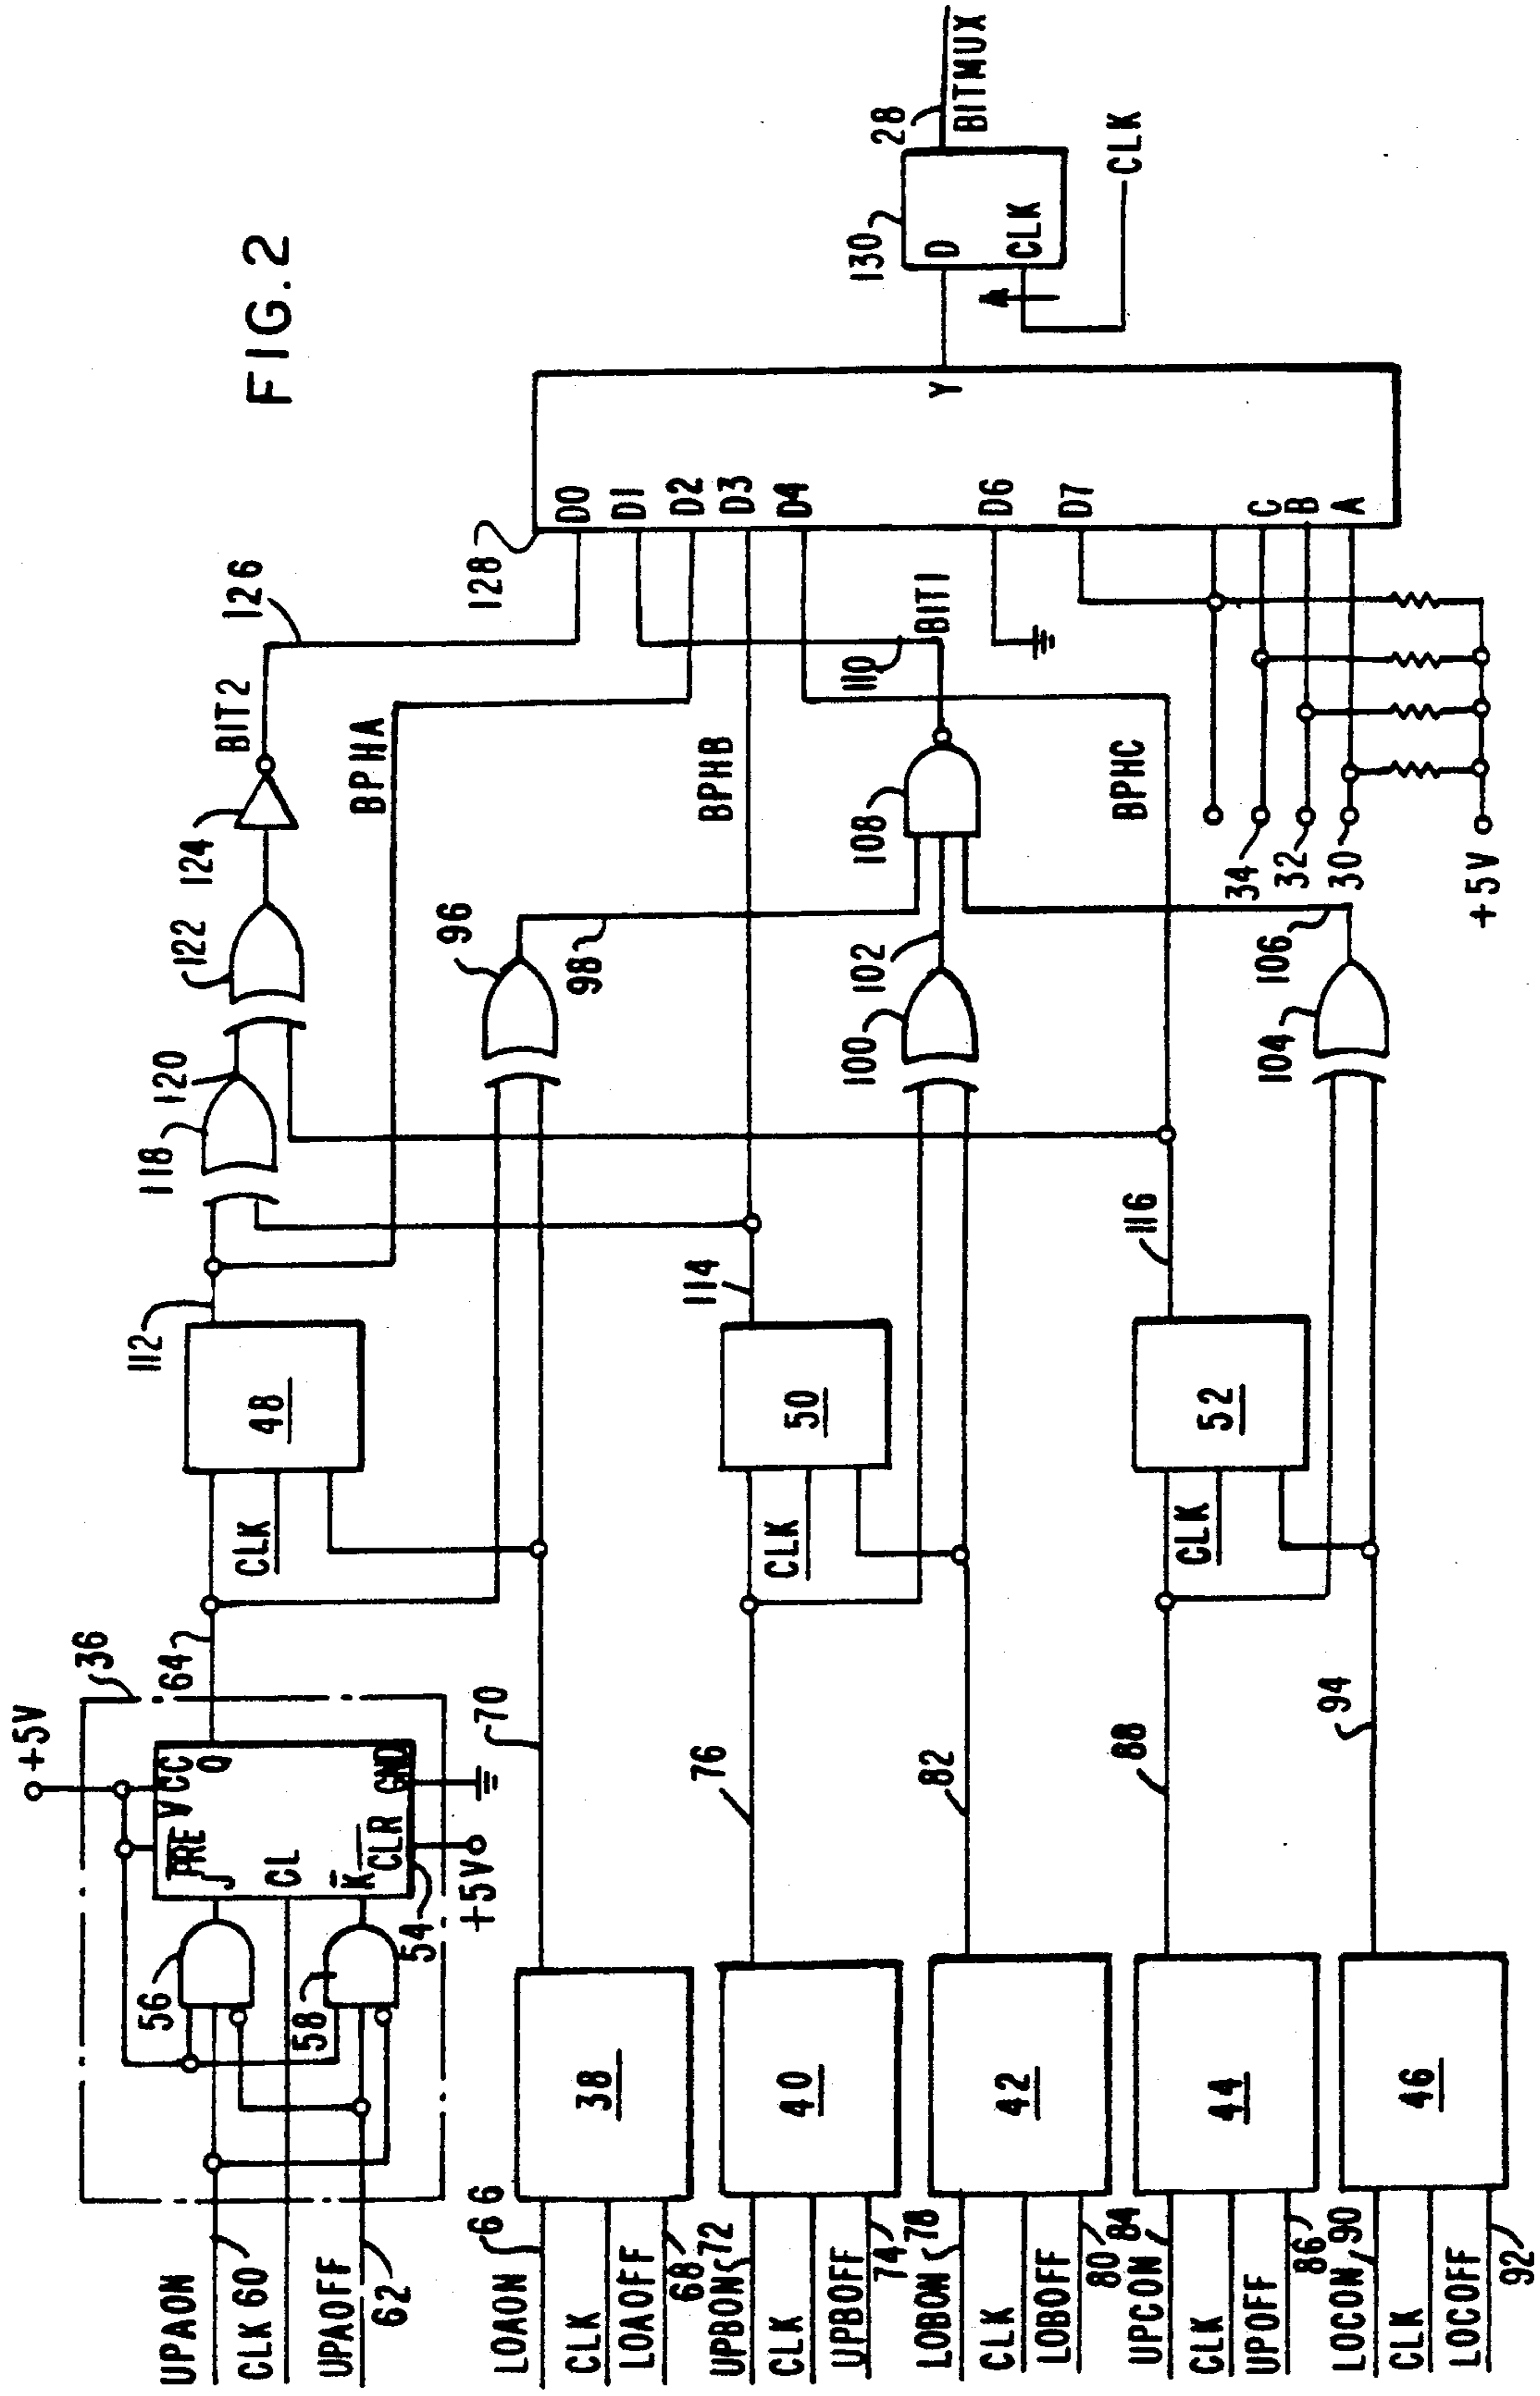 FIG.2
+5V
36
VCC
PRE
J
Q
CL
K
CLR
GND
54
+5V
56
58
64
UPAON
CLK 60
UPAOFF
62
48
CLK
112
118
120
122
124
BIT2
126
BPHA
LOAON
66
CLK
LOAOFF
68
38
70
96
98
UPBON
72
CLK
UPBOFF
74
40
76
50
CLK
114
BPHB
LOBON
78
CLK
LOBOFF
80
42
82
100
102
108
110
BIT1
UPCON
84
CLK
UPOFF
86
44
88
52
CLK
116
BPHC
LOCON
90
CLK
LOCOFF
92
46
94
104
106
34
32
30
+5V
128
D0
D1
D2
D3
D4
D6
D7
C
B
A
Y
130
D
CLK
CLK
28
BITMUX